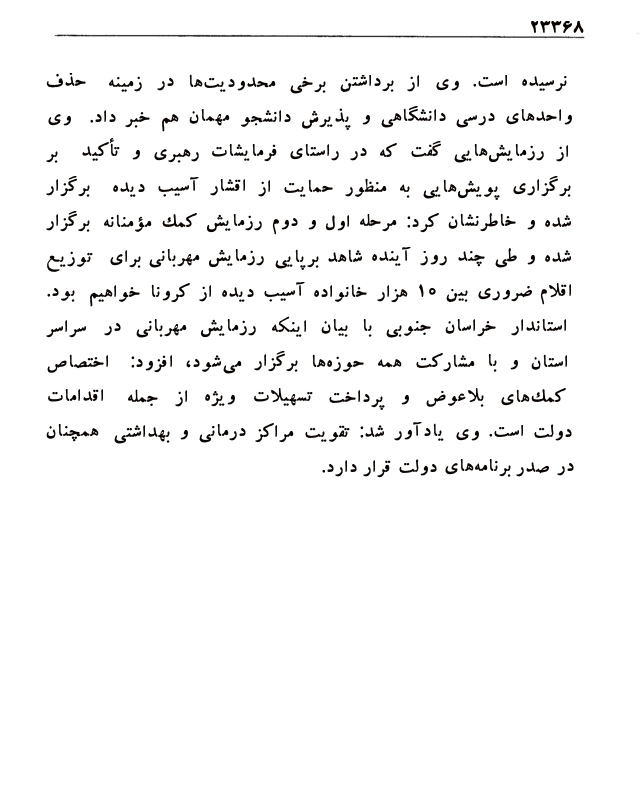 ۲۳۳۶۸
نرسیده است. وی از برداشتن برخی محدودیت‌ها در زمینه حذف
واحدهای درسی دانشگاهی و پذیرش دانشجو مهمان هم خبر داد. وی
از رزمایش‌هایی گفت که در راستای فرمایشات رهبری و تأکید بر
برگزاری پویش‌هایی به منظور حمایت از اقشار آسیب دیده برگزار
شده و خاطرنشان کرد: مرحله اول و دوم رزمایش کمك مؤمنانه برگزار
شده و طی چند روز آینده شاهد برپایی رزمایش مهربانی برای توزیع
اقلام ضروری بین ۱۰ هزار خانواده آسیب دیده از کرونا خواهیم بود.
استاندار خراسان جنوبی با بیان اینکه رزمایش مهربانی در سراسر
استان و با مشارکت همه حوزه‌ها برگزار می‌شود، افزود: اختصاص
کمك‌های بلاعوض و پرداخت تسهیلات ویژه از جمله اقدامات
دولت است. وی یادآور شد: تقویت مراکز درمانی و بهداشتی همچنان
در صدر برنامه‌های دولت قرار دارد.